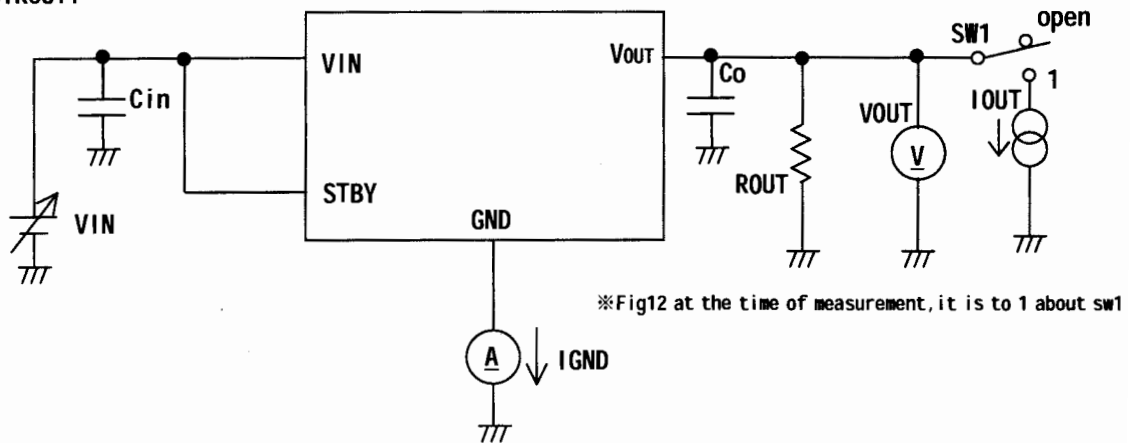 open
SW1
VIN
VOUT
Cin
Co
1
IOUT
VOUT
V
ROUT
STBY
VIN
GND
※Fig12 at the time of measurement, it is to 1 about sw1
A
IGND